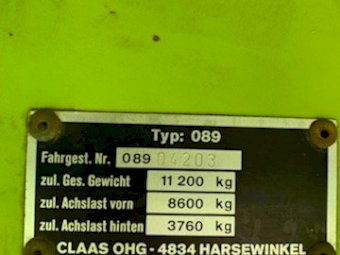 Typ: 089
Fahrgest. Nr. 089 04203
zul. Ges. Gewicht 11 200 kg
zul. Achslast vorn 8600 kg
zul. Achslast hinten 3760 kg
CLAAS OHG - 4834 HARSEWINKEL